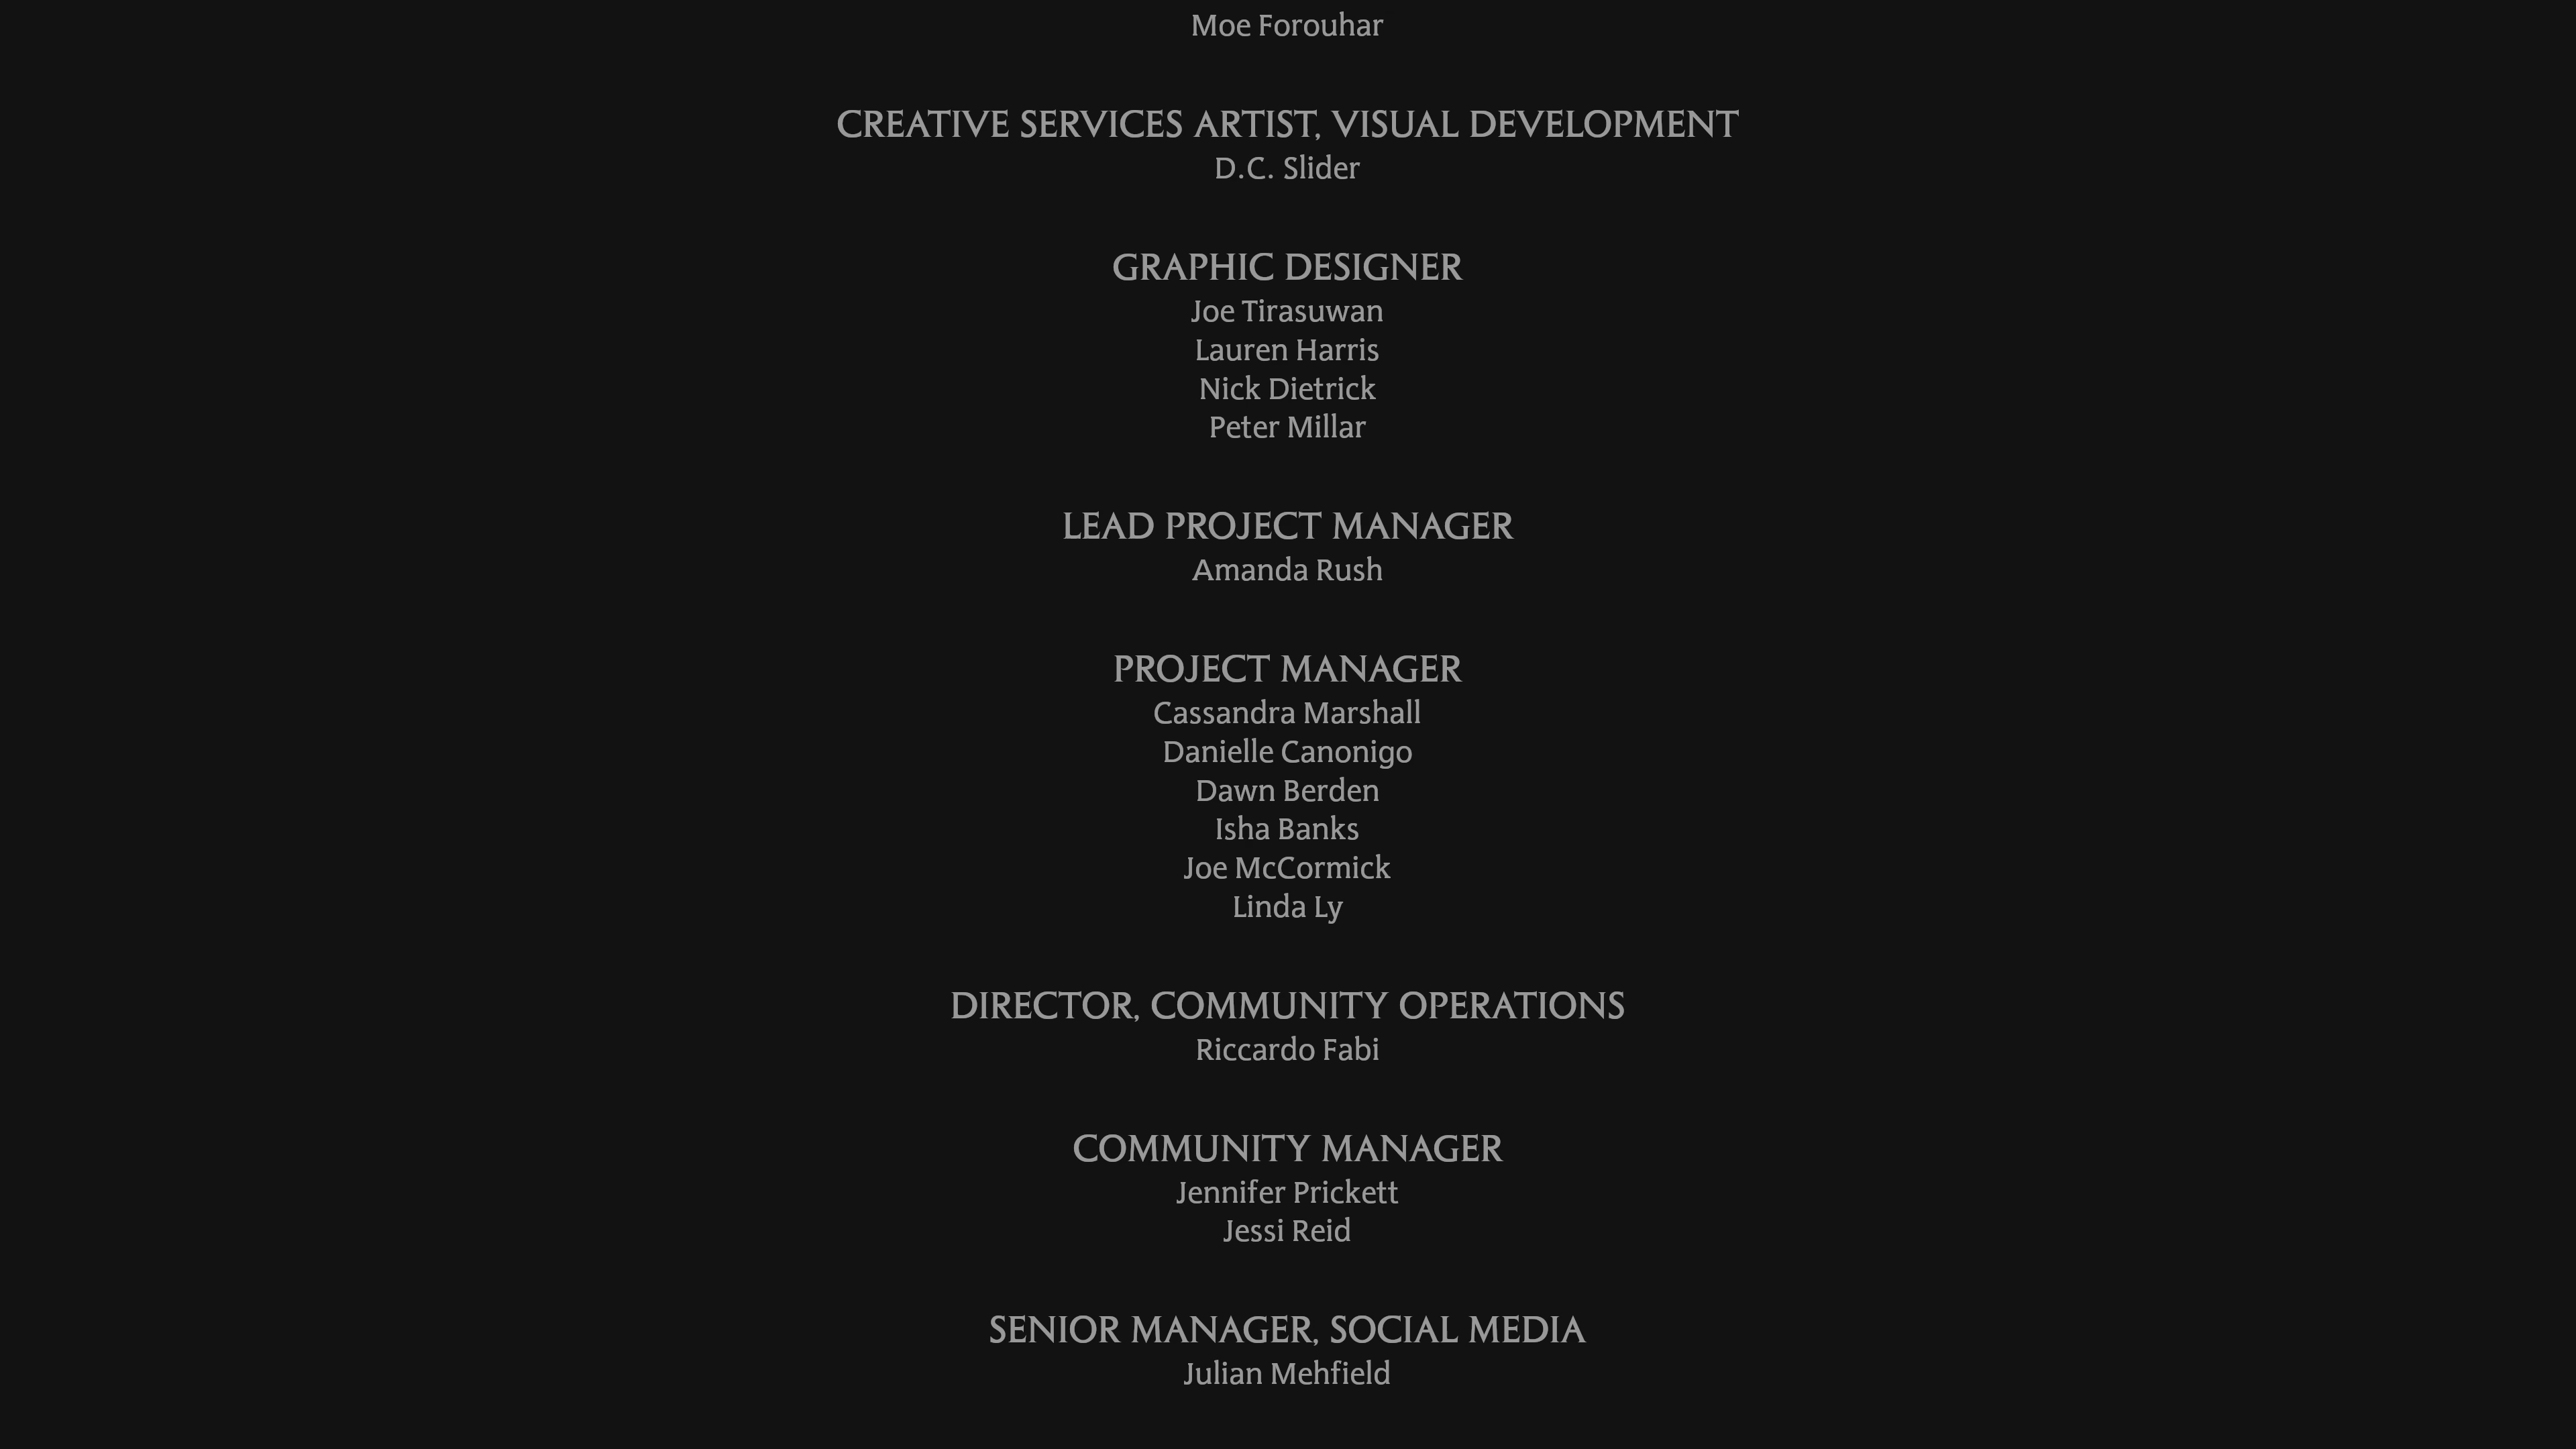 Moe Forouhar
CREATIVE SERVICES ARTIST, VISUAL DEVELOPMENT
D.C. Slider
GRAPHIC DESIGNER
Joe Tirasuwan
Lauren Harris
Nick Dietrick
Peter Millar
LEAD PROJECT MANAGER
Amanda Rush
PROJECT MANAGER
Cassandra Marshall
Danielle Canonigo
Dawn Berden
Isha Banks
Joe McCormick
Linda Ly
DIRECTOR, COMMUNITY OPERATIONS
Riccardo Fabi
COMMUNITY MANAGER
Jennifer Prickett
Jessi Reid
SENIOR MANAGER, SOCIAL MEDIA
Julian Mehfield